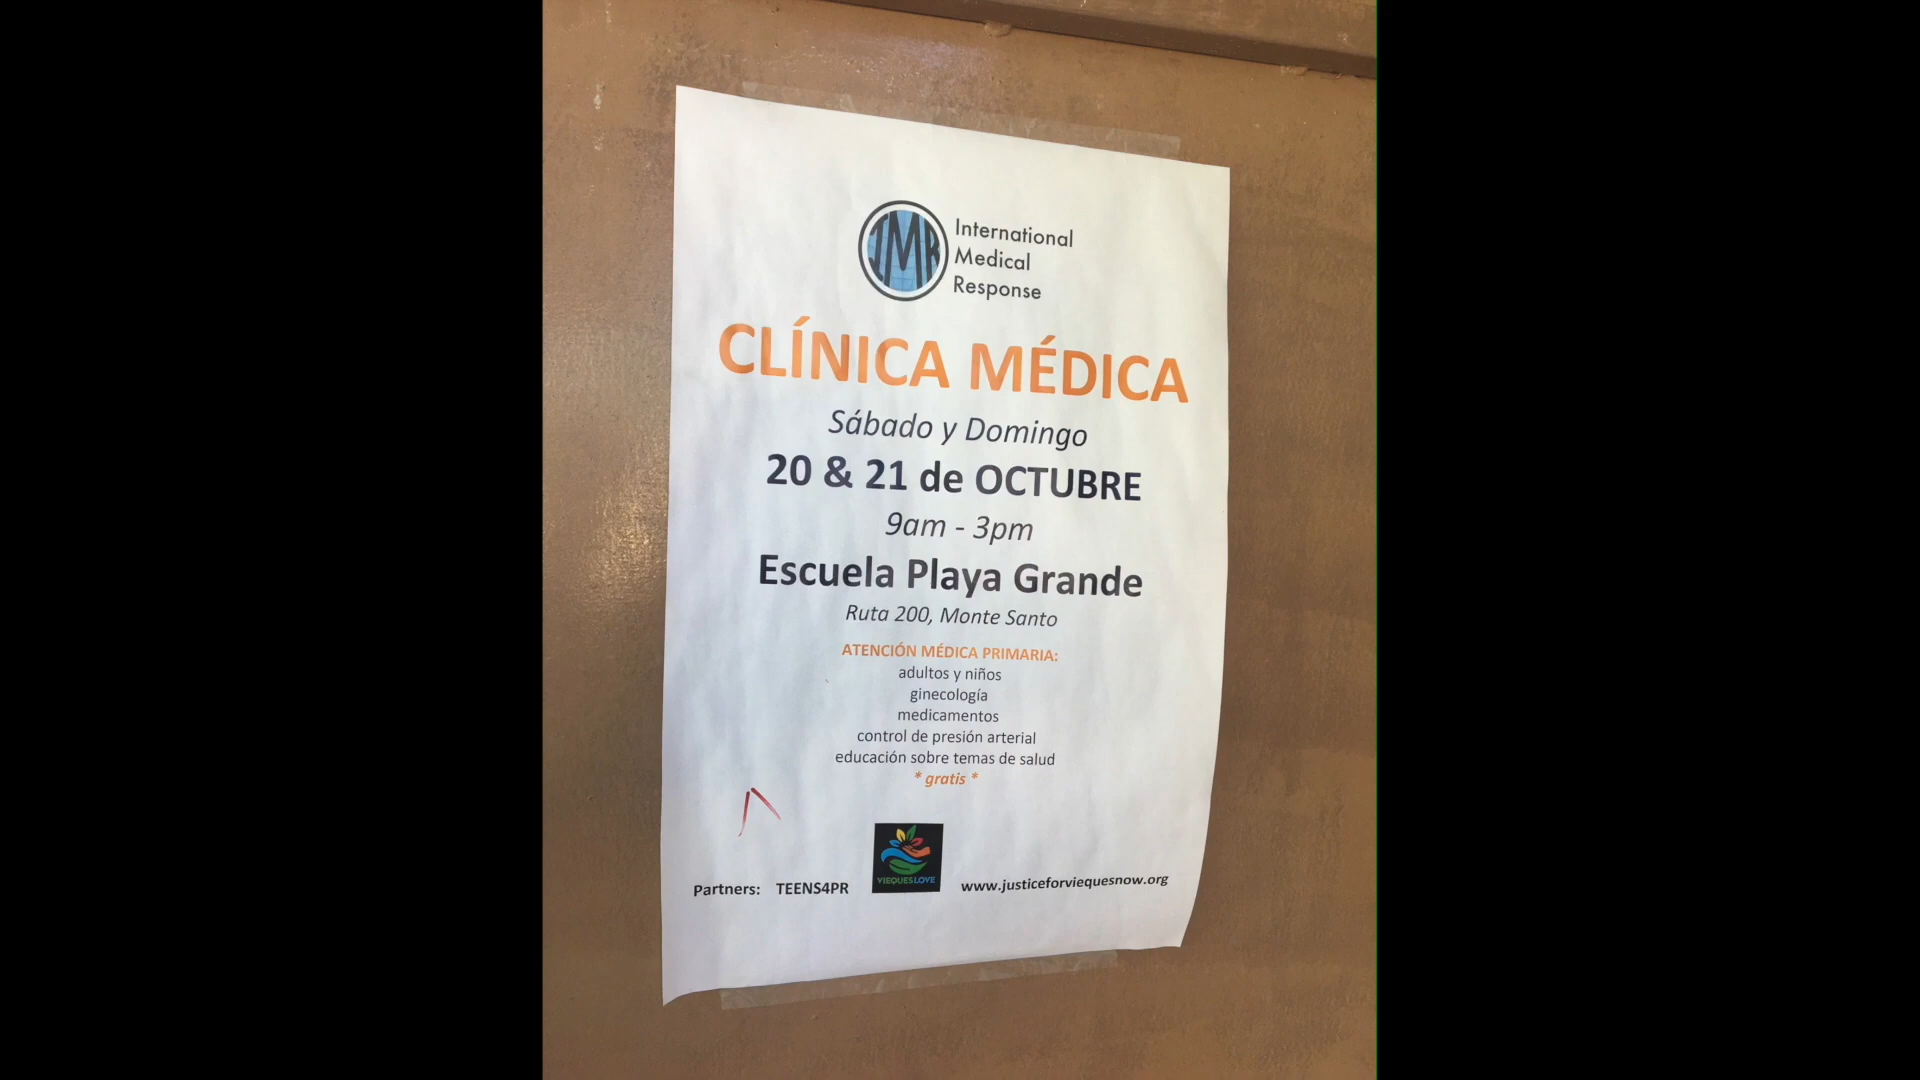 IMR
International
Medical
Response
CLÍNICA MÉDICA
Sábado y Domingo
20 & 21 de OCTUBRE
9am - 3pm
Escuela Playa Grande
Ruta 200, Monte Santo
ATENCIÓN MÉDICA PRIMARIA:
adultos y niños
ginecología
medicamentos
control de presión arterial
educación sobre temas de salud
* gratis *
VIEQUESLOVE
Partners: TEENS4PR
www.justiceforviequesnow.org